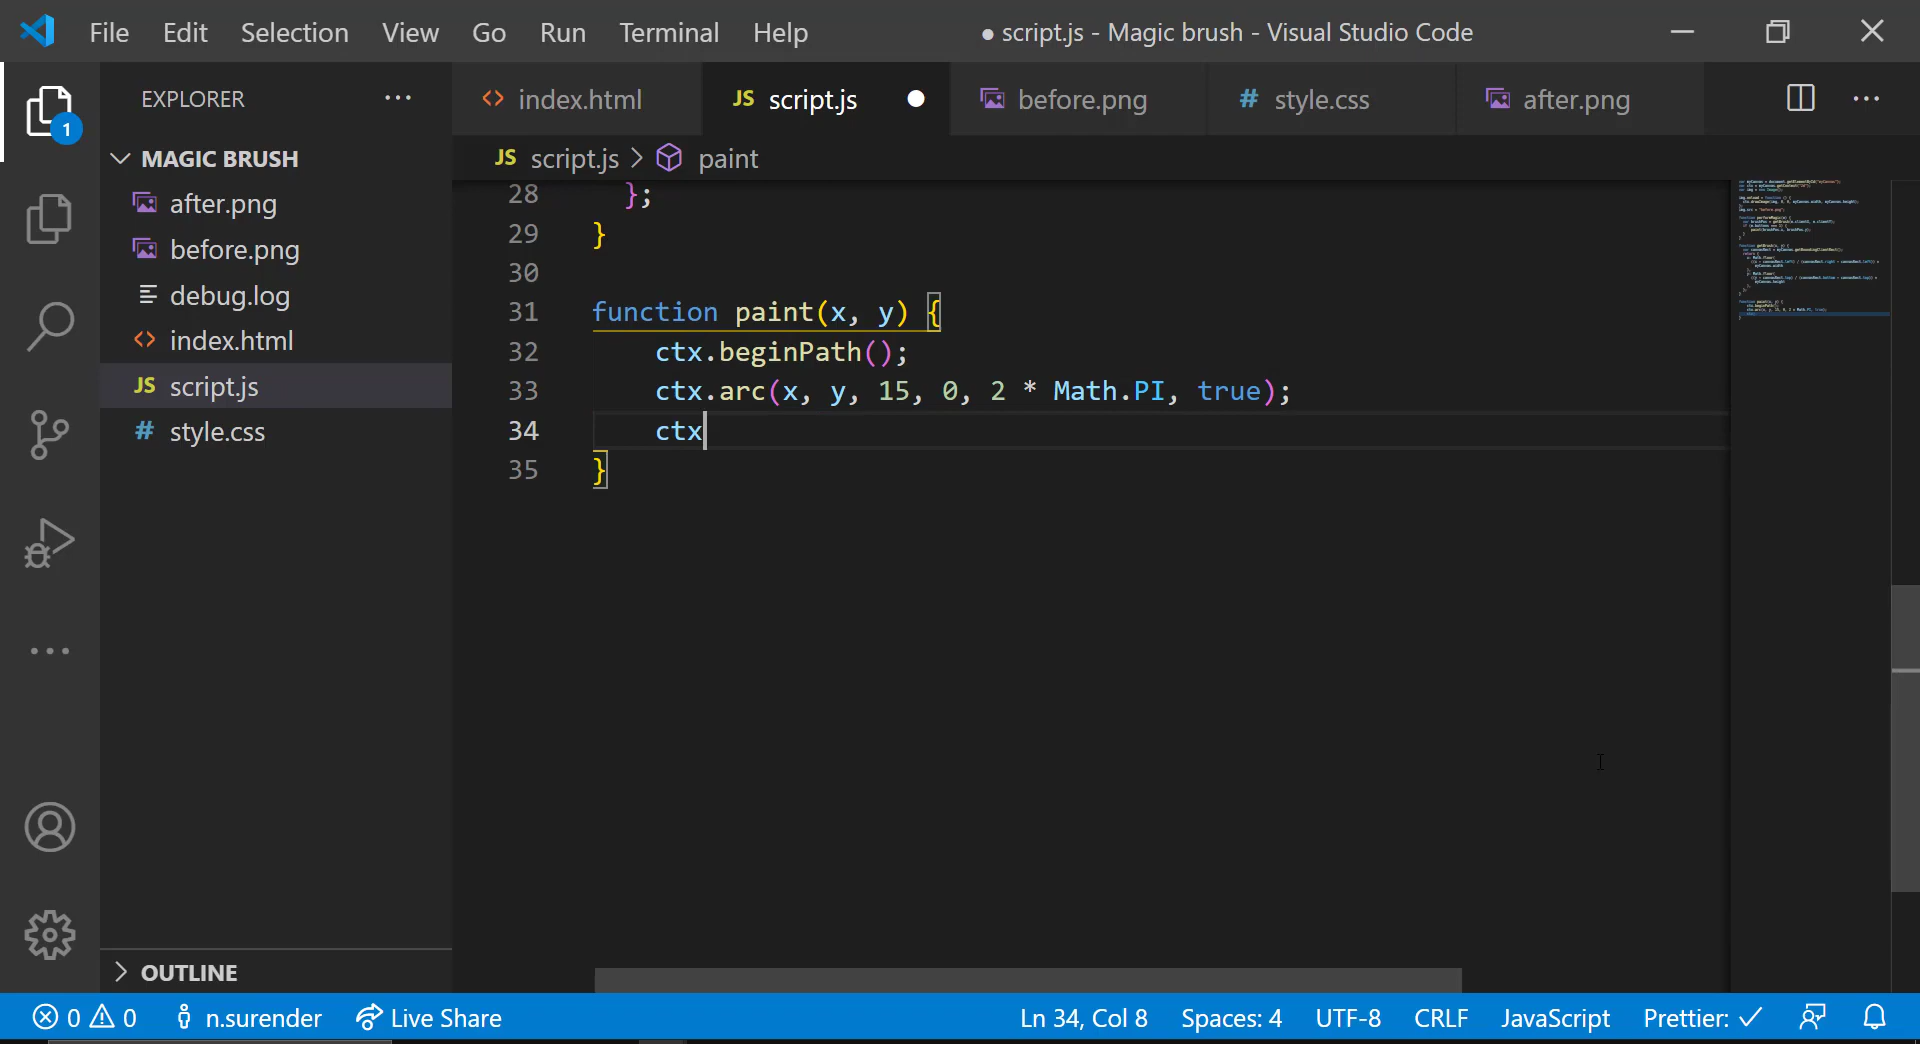 File Edit Selection View Go Run Terminal Help ● script.js - Magic brush - Visual Studio Code
EXPLORER ···
<> index.html JS script.js ● before.png # style.css after.png ···
1
MAGIC BRUSH
JS script.js > paint
after.png
before.png
debug.log
<> index.html
JS script.js
# style.css
28 };
29 }
30
31 function paint(x, y) {
32 ctx.beginPath();
33 ctx.arc(x, y, 15, 0, 2 * Math.PI, true);
34 ctx
35 }
OUTLINE
0 0 n.surender Live Share Ln 34, Col 8 Spaces: 4 UTF-8 CRLF JavaScript Prettier: ✓